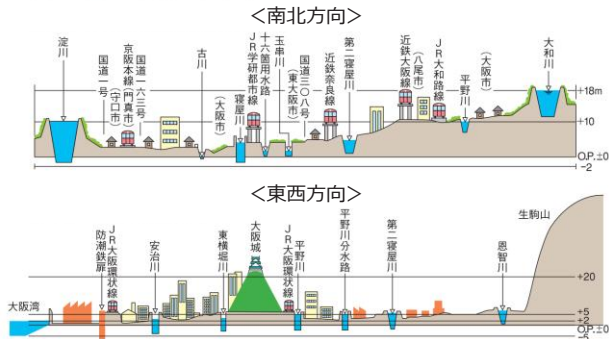 <南北方向>
淀川
国道一号
(守口市)
京阪本線
(門真市)
国道一六三号
古川
(大阪市)
寝屋川
JR学研都市線
十六箇用水路
玉串川
(東大阪市)
国道三〇八号
近鉄奈良線
第二寝屋川
近鉄大阪線
(八尾市)
JR大和路線
平野川
(大阪市)
大和川
+18m
+10
O.P.±0
−2
<東西方向>
大阪湾
防潮鉄扉
JR大阪環状線
安治川
東横堀川
大阪城
JR大阪環状線
平野川
平野川分水路
第二寝屋川
恩智川
生駒山
+20
+5
+2
O.P.±0